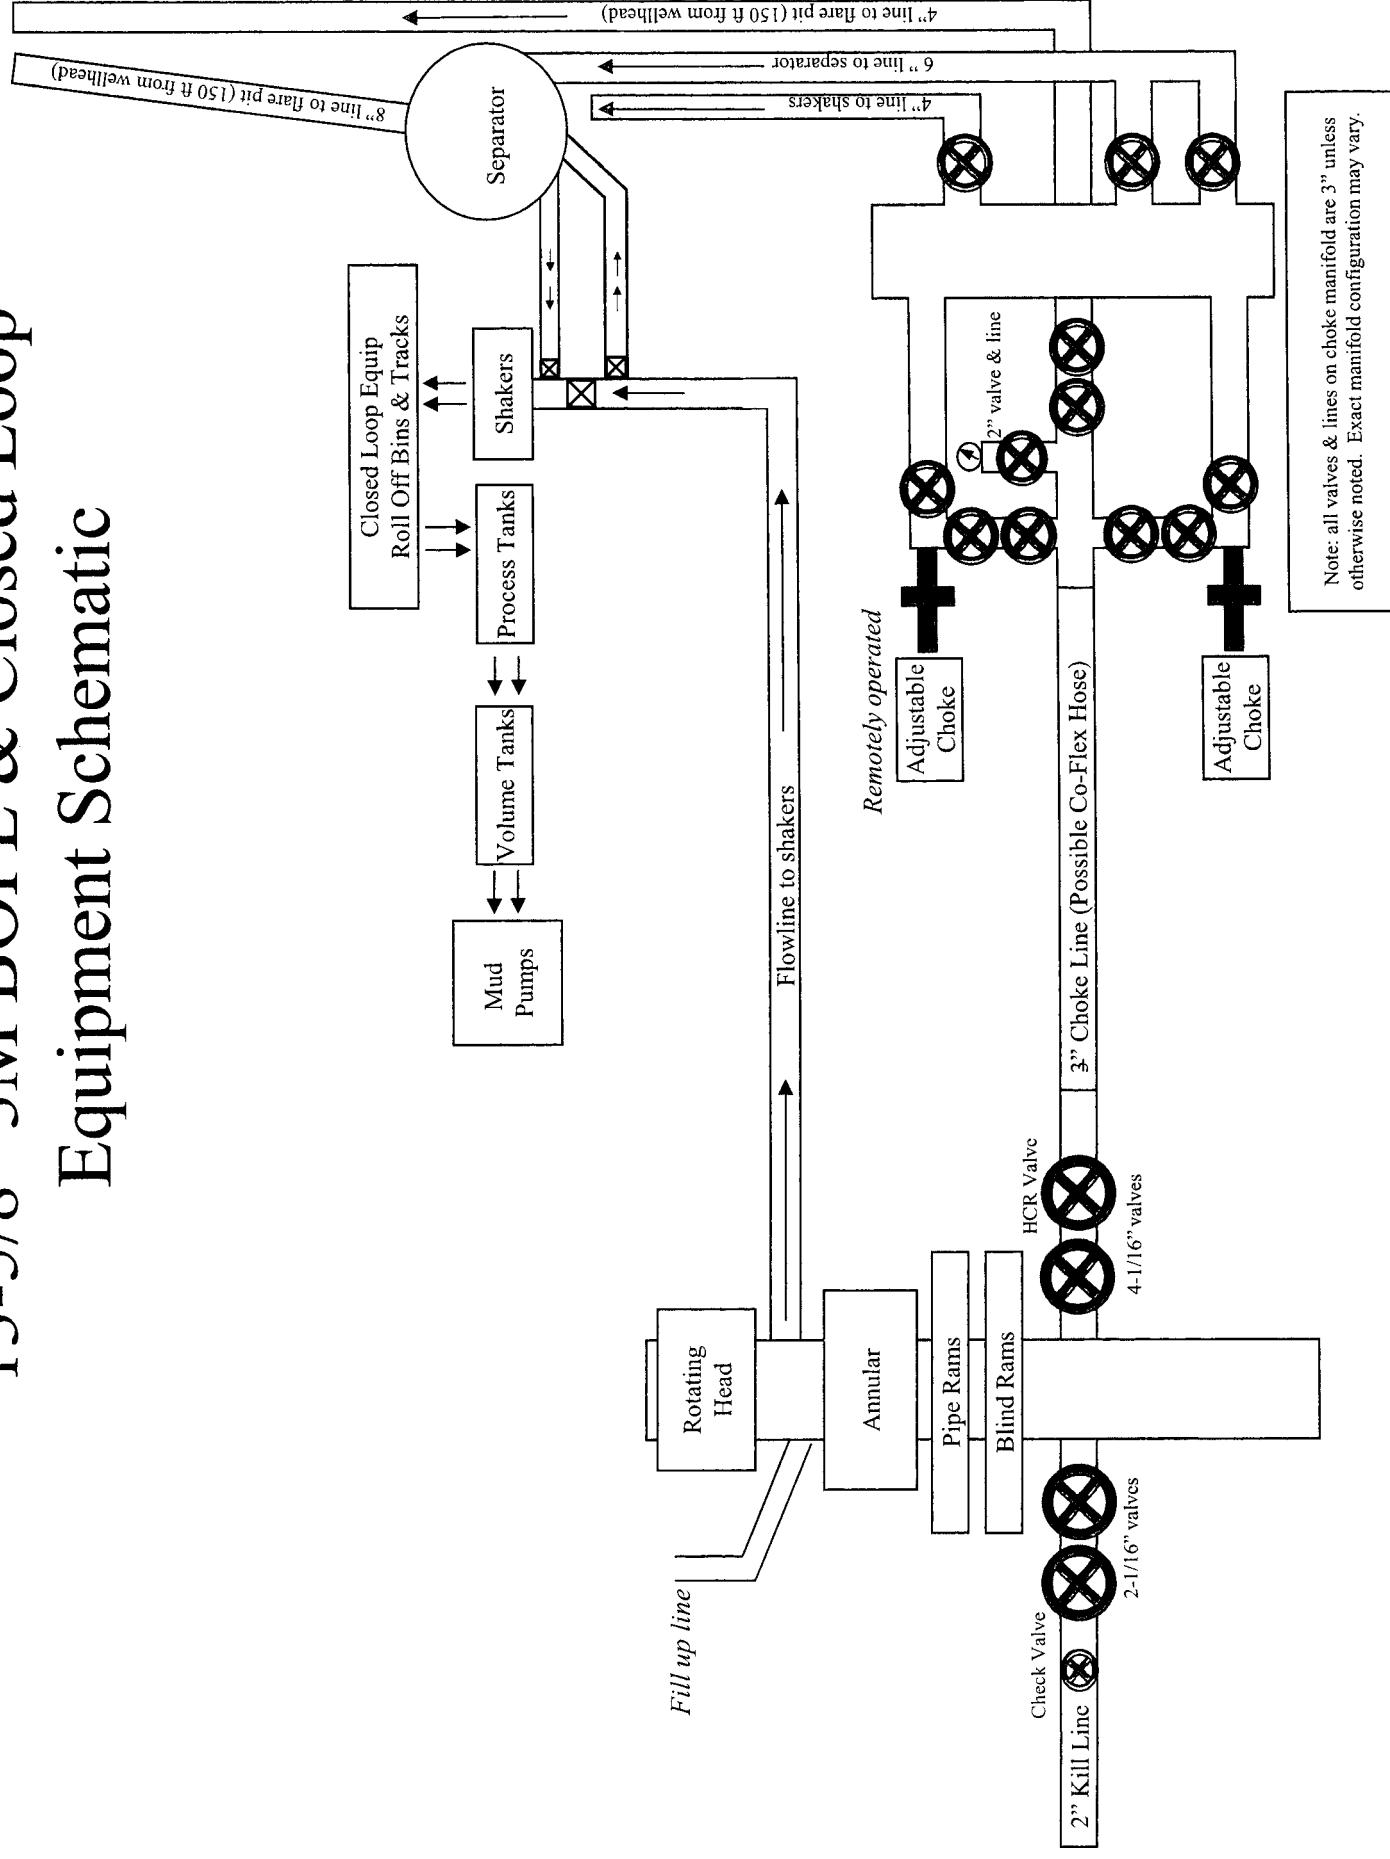 Equipment Schematic
4” line to flare pit (150 ft from wellhead)
8” line to flare pit (150 ft from wellhead)
6” line to separator
4” line to shakers
Separator
Closed Loop Equip
Roll Off Bins & Tracks
Shakers
Process Tanks
Volume Tanks
Mud
Pumps
Flowline to shakers
Fill up line
Rotating
Head
Annular
Pipe Rams
Blind Rams
Remotely operated
Adjustable
Choke
2” valve & line
Check Valve
HCR Valve
2” Kill Line
3” Choke Line (Possible Co-Flex Hose)
2-1/16” valves
4-1/16” valves
Adjustable
Choke
Note: all valves & lines on choke manifold are 3” unless
otherwise noted. Exact manifold configuration may vary.